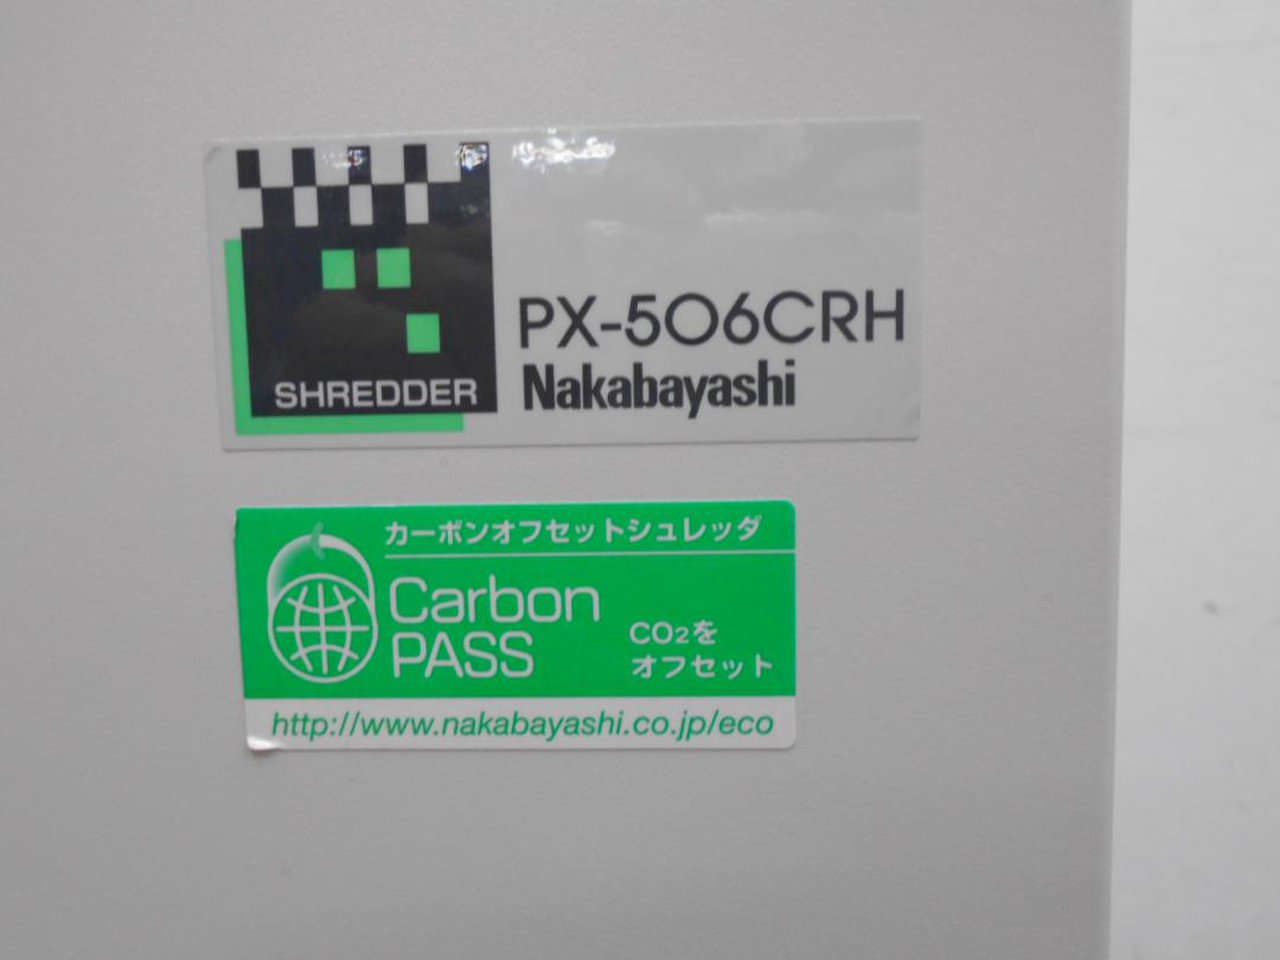 SHREDDER
PX-506CRH
Nakabayashi
カーボンオフセットシュレッダ
Carbon
PASS
CO2を
オフセット
http://www.nakabayashi.co.jp/eco